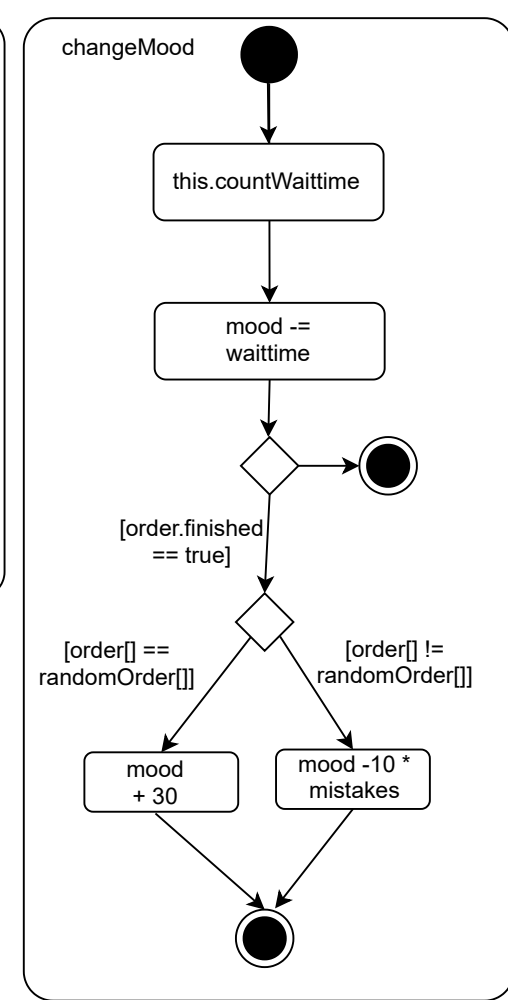 changeMood
this.countWaittime
mood -=
waittime
[order.finished
== true]
[order[] ==
randomOrder[]]
[order[] !=
randomOrder[]]
mood
+ 30
mood -10 *
mistakes